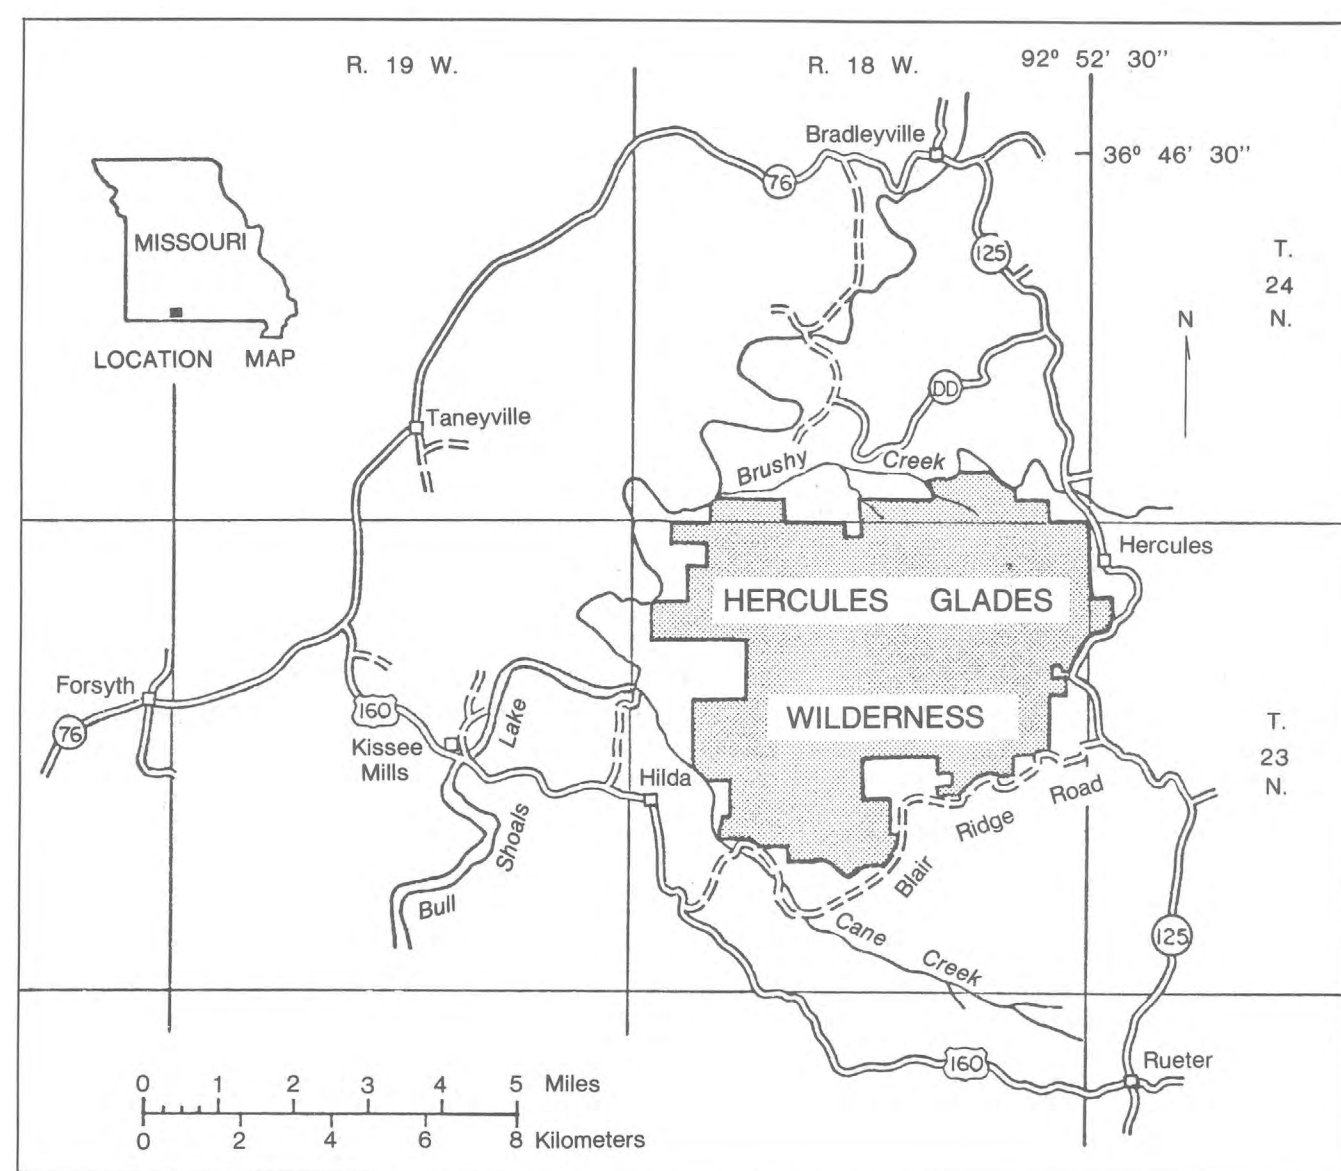 R. 19 W.
R. 18 W.
92° 52' 30"
Bradleyville
36° 46' 30"
76
MISSOURI
125
T.
24
N.
N
LOCATION MAP
DD
Taneyville
Brushy Creek
Hercules
HERCULES GLADES
Forsyth
160
Lake
WILDERNESS
76
Kissee
Mills
Hilda
T.
23
N.
Road
Ridge
Shoals
Blair
Bull
Cane
Creek
125
160
Rueter
0 1 2 3 4 5 Miles
0 2 4 6 8 Kilometers